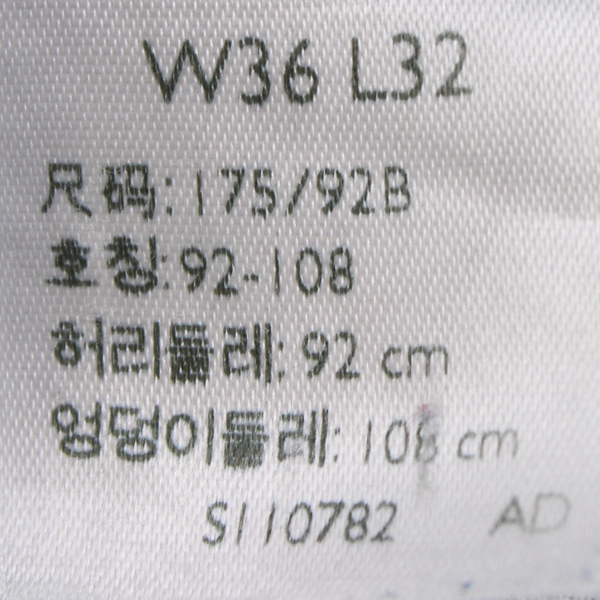 W36 L32
尺码: 175/92B
호칭: 92-108
허리둘레: 92 cm
엉덩이둘레: 108 cm
S110782 AD